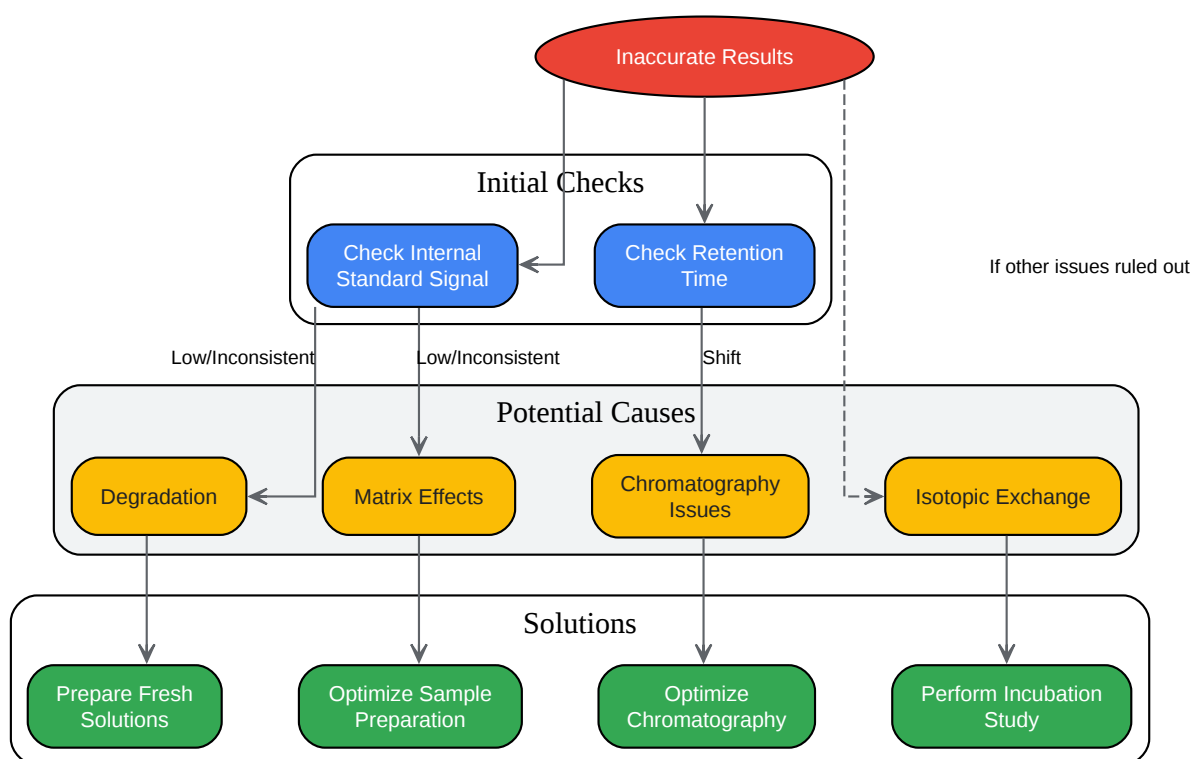 Inaccurate Results
Initial Checks
Check Internal
Standard Signal
Check Retention
Time
If other issues ruled out
Low/Inconsistent
Low/Inconsistent
Shift
Potential Causes
Degradation
Matrix Effects
Chromatography
Issues
Isotopic Exchange
Solutions
Prepare Fresh
Solutions
Optimize Sample
Preparation
Optimize
Chromatography
Perform Incubation
Study